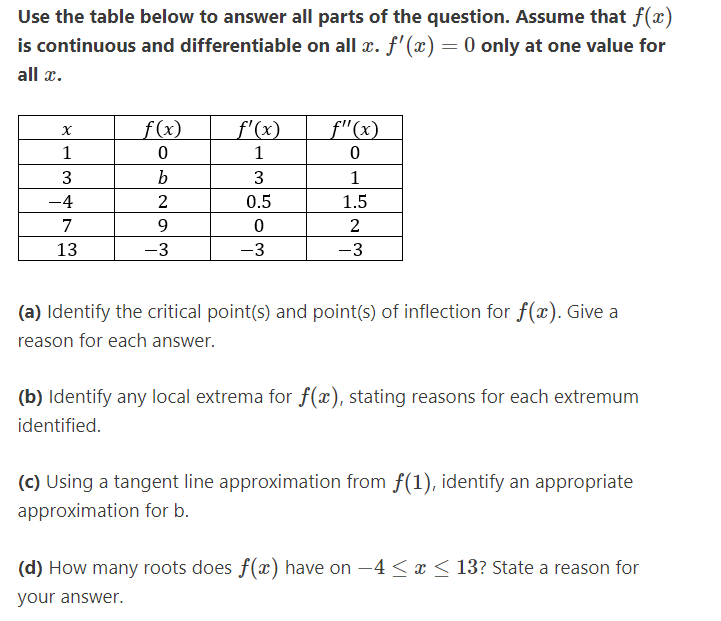 Use the table below to answer all parts of the question. Assume that f(x)
is continuous and differentiable on all x. f'(x) = 0 only at one value for
all x.
x f(x) f'(x) f''(x)
1 0 1 0
3 b 3 1
−4 2 0.5 1.5
7 9 0 2
13 −3 −3 −3
(a) Identify the critical point(s) and point(s) of inflection for f(x). Give a
reason for each answer.
(b) Identify any local extrema for f(x), stating reasons for each extremum
identified.
(c) Using a tangent line approximation from f(1), identify an appropriate
approximation for b.
(d) How many roots does f(x) have on −4 ≤ x ≤ 13? State a reason for
your answer.